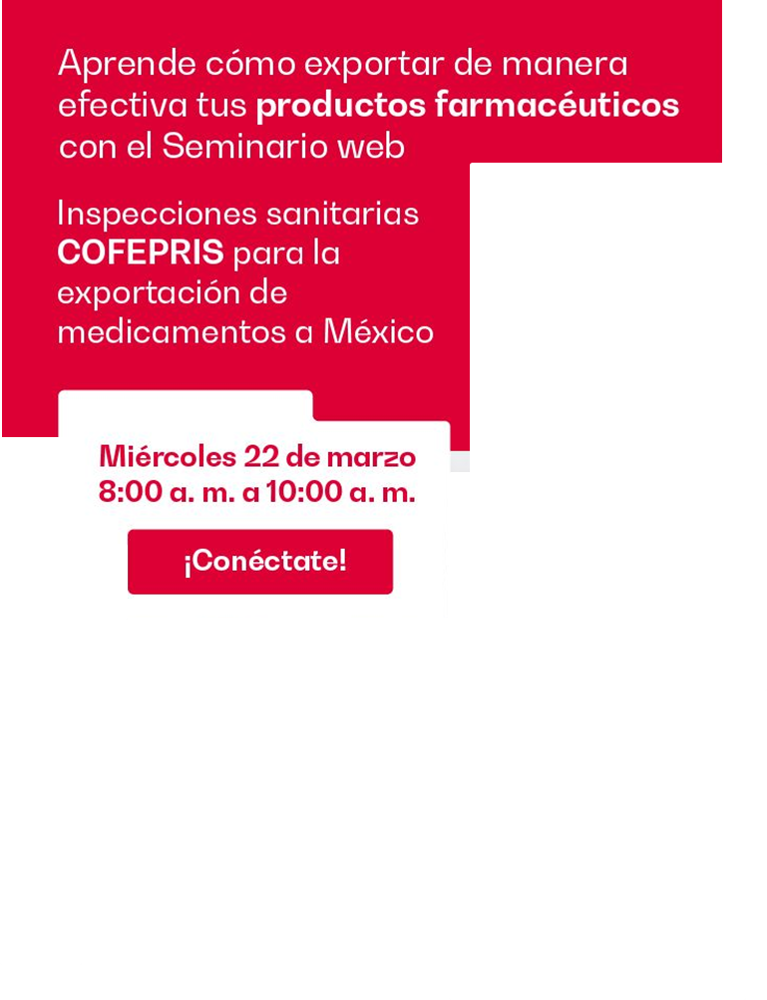 Aprende cómo exportar de manera
efectiva tus productos farmacéuticos
con el Seminario web
Inspecciones sanitarias
COFEPRIS para la
exportación de
medicamentos a México
Miércoles 22 de marzo
8:00 a. m. a 10:00 a. m.
¡Conéctate!